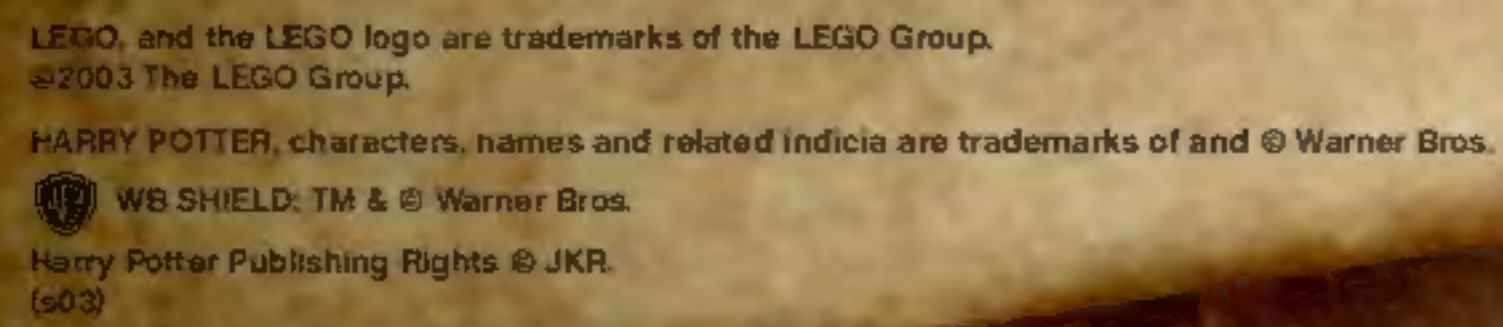 LEGO, and the LEGO logo are trademarks of the LEGO Group.
©2003 The LEGO Group.
HARRY POTTER, characters, names and related indicia are trademarks of and © Warner Bros.
WB SHIELD: TM & © Warner Bros.
Harry Potter Publishing Rights © JKR.
(s03)